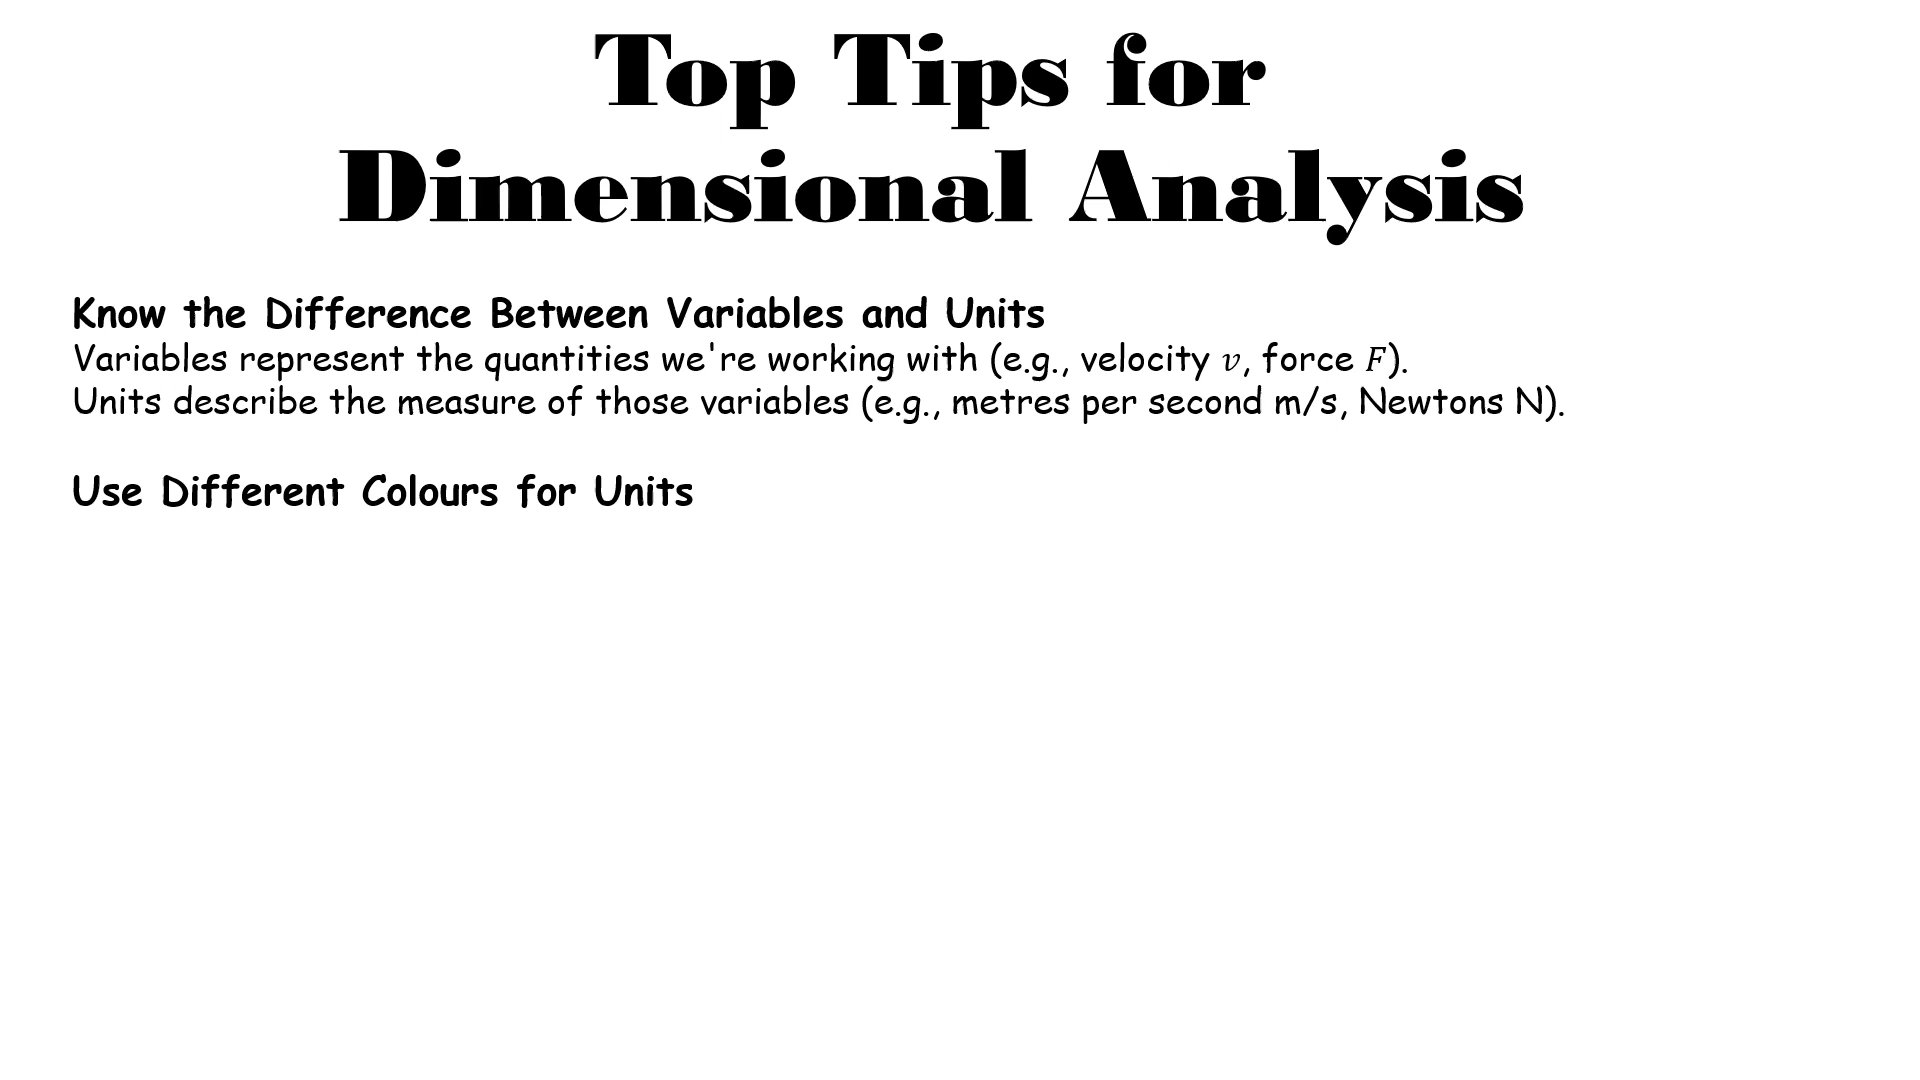 Top Tips for
Dimensional Analysis
Know the Difference Between Variables and Units
Variables represent the quantities we're working with (e.g., velocity 𝑣, force 𝐹).
Units describe the measure of those variables (e.g., metres per second m/s, Newtons N).
Use Different Colours for Units